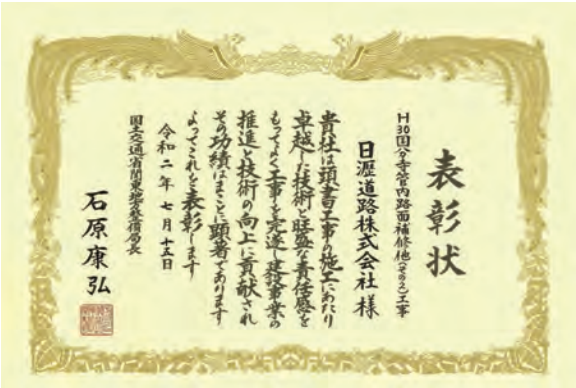 表彰状
H30国分寺管内路面補修他(その2)工事
日瀝道路株式会社 様
貴社は頭書工事の施工にあたり
卓越した技術と旺盛な責任感を
もってよく工事を完遂し建設事業の
推進と技術の向上に貢献され
その功績はまことに顕著であります
よってこれを表彰します
令和二年七月十五日
国土交通省関東地方整備局長
石原康弘